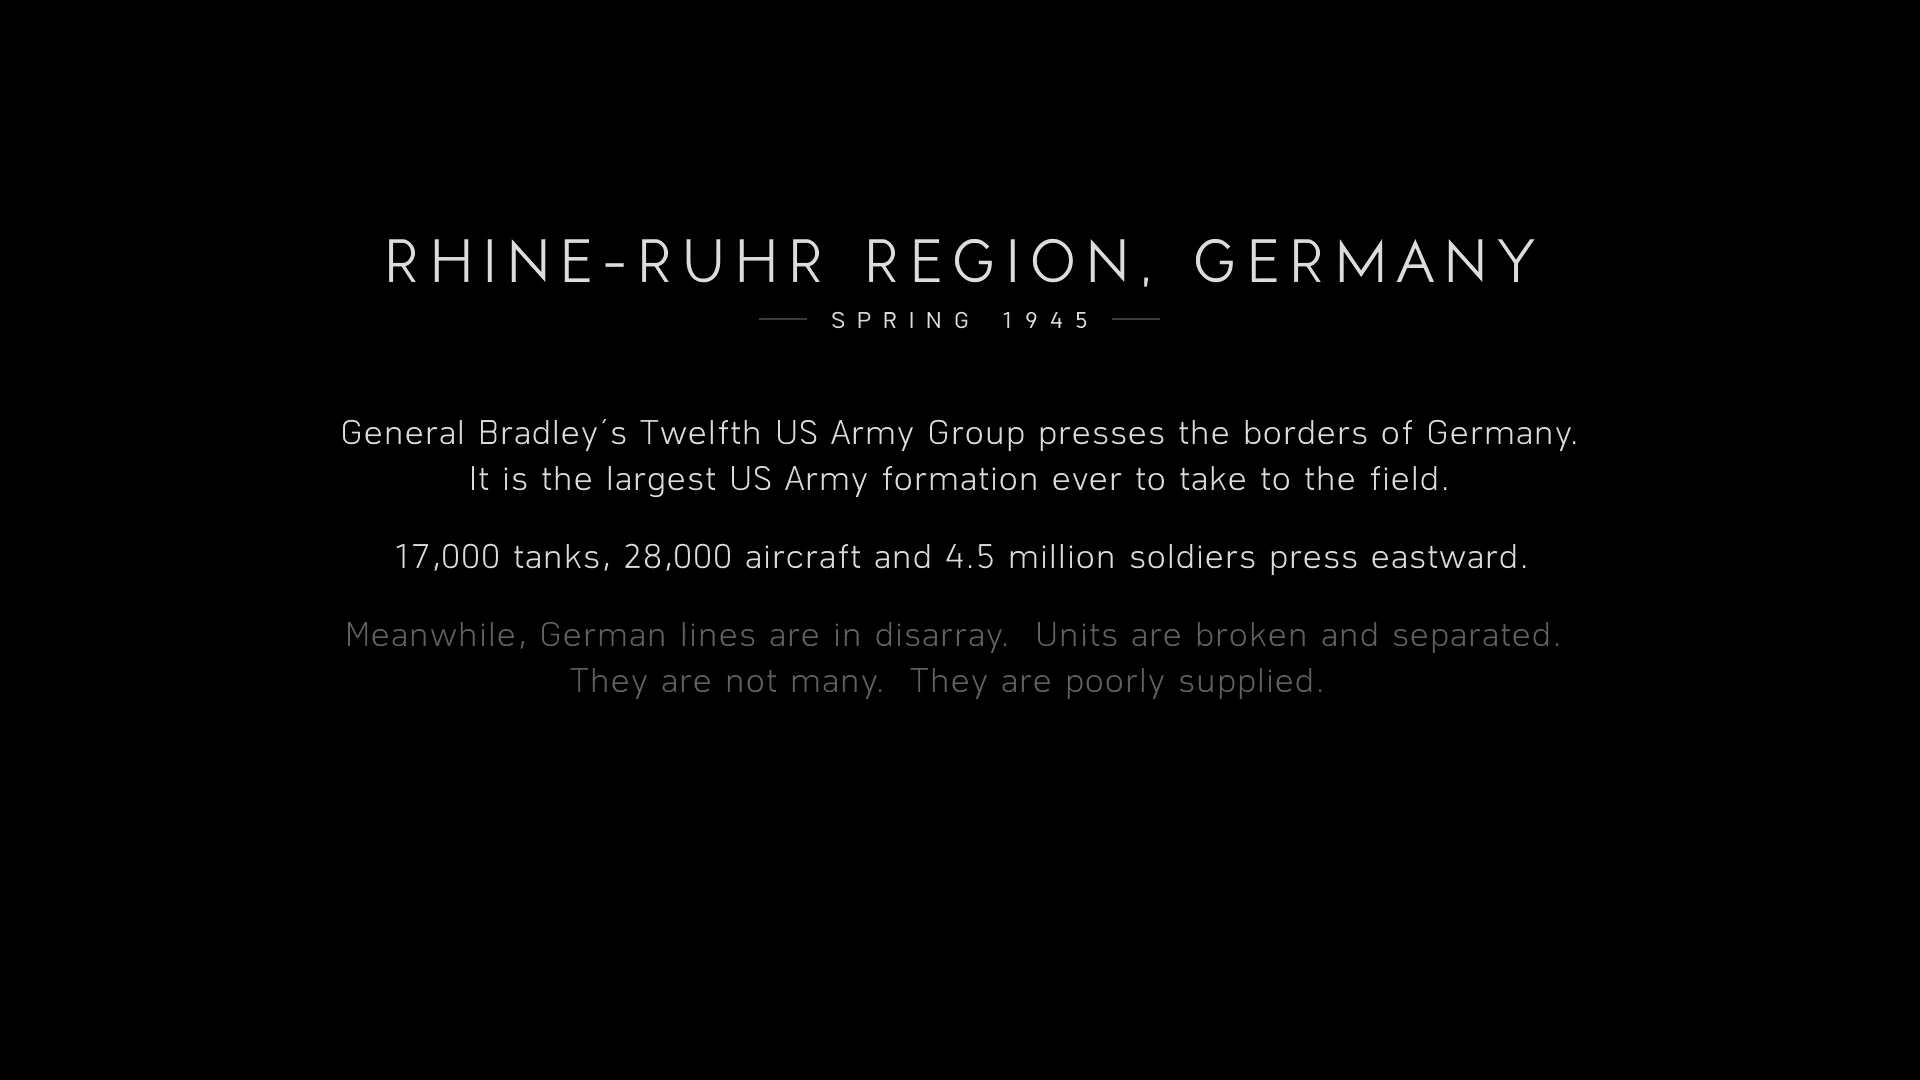 RHINE-RUHR REGION, GERMANY
SPRING 1945
General Bradley´s Twelfth US Army Group presses the borders of Germany.
It is the largest US Army formation ever to take to the field.
17,000 tanks, 28,000 aircraft and 4.5 million soldiers press eastward.
Meanwhile, German lines are in disarray.  Units are broken and separated.
They are not many.  They are poorly supplied.